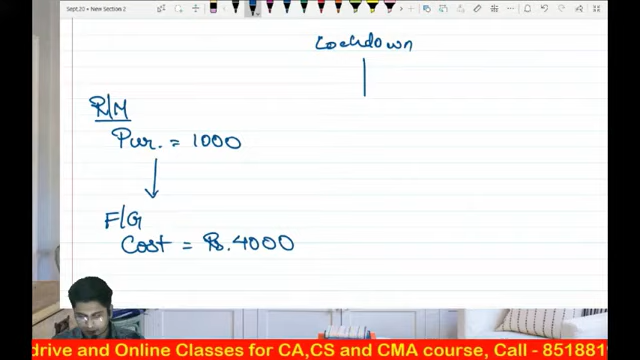 Sept.20 • New Section 2
Lockdown
R/M
Pur. = 1000
F/G
Cost = Rs. 4000
drive and Online Classes for CA,CS and CMA course, Call - 851881